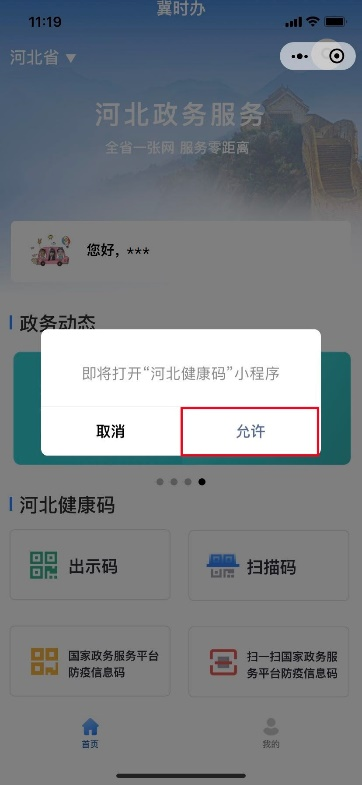 冀时办
11:19
河北省
河北政务服务
全省一张网 服务零距离
您好，***
政务动态
即将打开“河北健康码”小程序
取消
允许
河北健康码
出示码
扫描码
国家政务服务平台
防疫信息码
扫一扫国家政务服
务平台防疫信息码
首页
我的